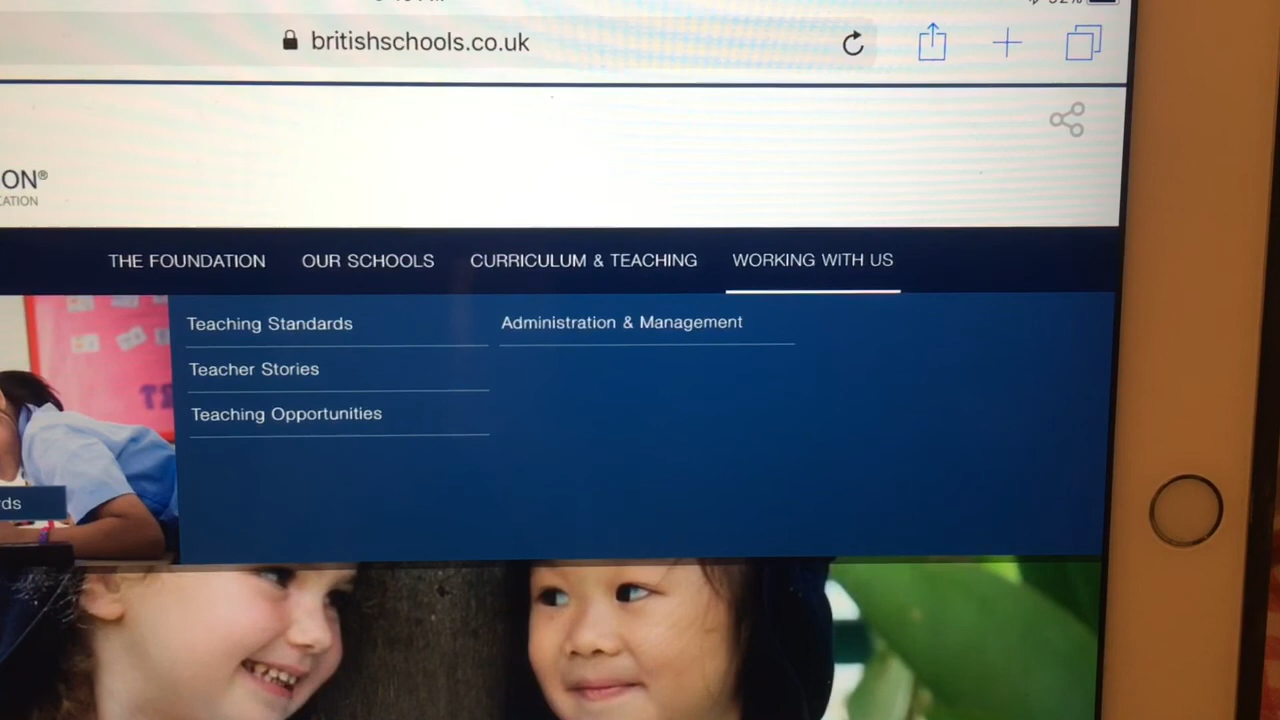 britishschools.co.uk
ON®
CATION
THE FOUNDATION OUR SCHOOLS CURRICULUM & TEACHING WORKING WITH US
Teaching Standards Administration & Management
Teacher Stories
Teaching Opportunities
ds